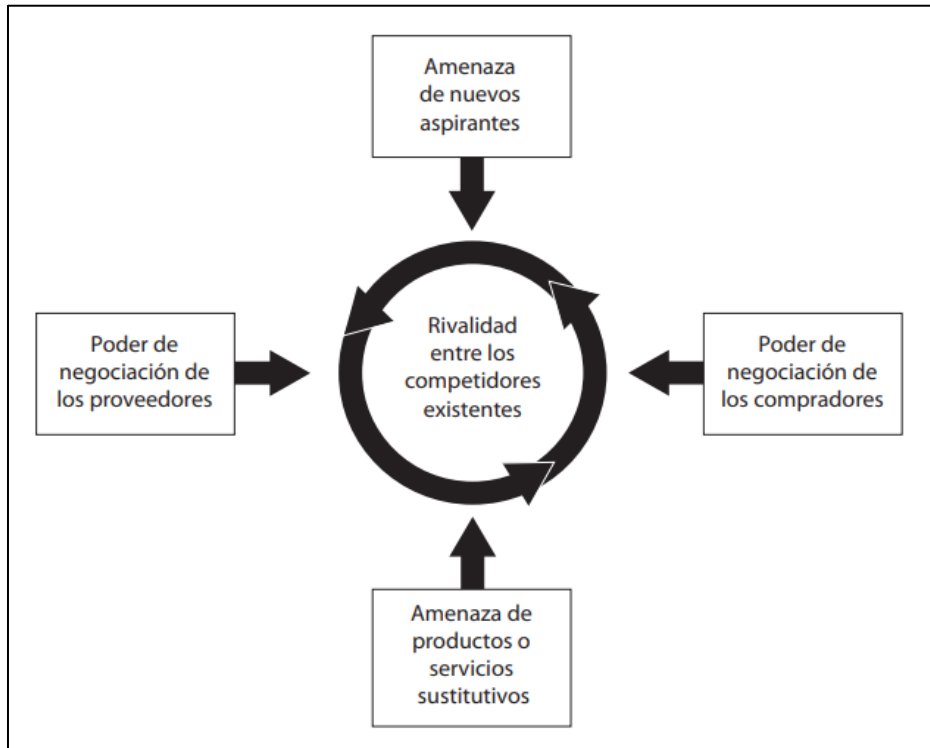 Amenaza
de nuevos
aspirantes
Poder de
negociación de
los proveedores
Rivalidad
entre los
competidores
existentes
Poder de
negociación de
los compradores
Amenaza de
productos o
servicios
sustitutivos